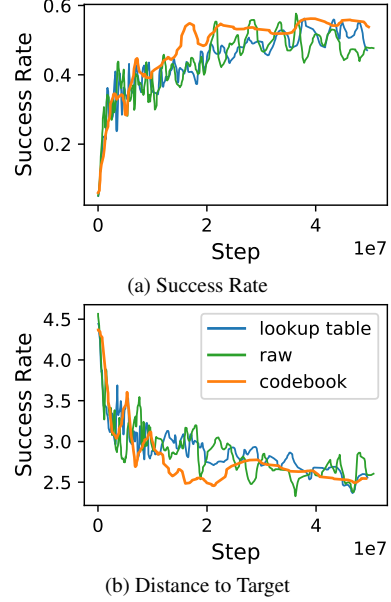 0.6
0.4
0.2
Success Rate
0 2 4
1e7
Step
(a) Success Rate
4.5
4.0
3.5
3.0
2.5
Success Rate
lookup table
raw
codebook
0 2 4
1e7
Step
(b) Distance to Target